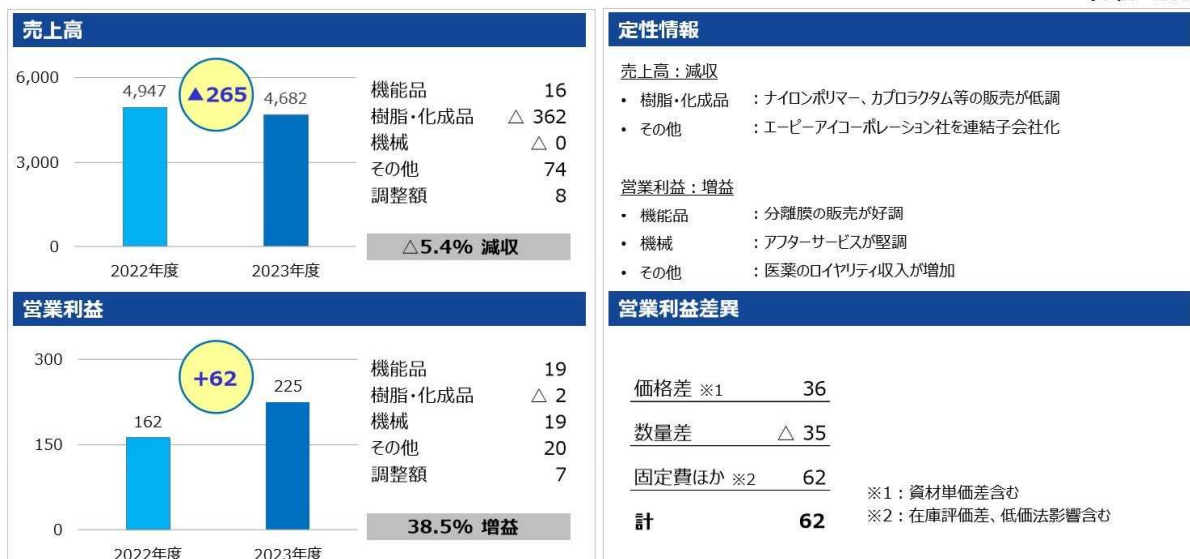 売上高
6,000
3,000
0
4,947
▲265
4,682
2022年度
2023年度
機能品 16
樹脂・化成品 △ 362
機械 △ 0
その他 74
調整額 8
△5.4% 減収
定性情報
売上高：減収
• 樹脂・化成品 ：ナイロンポリマー、カプロラクタム等の販売が低調
• その他 ：エーピーアイコーポレーション社を連結子会社化
営業利益：増益
• 機能品 ：分離膜の販売が好調
• 機械 ：アフターサービスが堅調
• その他 ：医薬のロイヤリティ収入が増加
営業利益
300
150
0
162
+62
225
2022年度
2023年度
機能品 19
樹脂・化成品 △ 2
機械 19
その他 20
調整額 7
38.5% 増益
営業利益差異
価格差 ※1 36
数量差 △ 35
固定費ほか ※2 62
計 62
※1：資材単価差含む
※2：在庫評価差、低価法影響含む